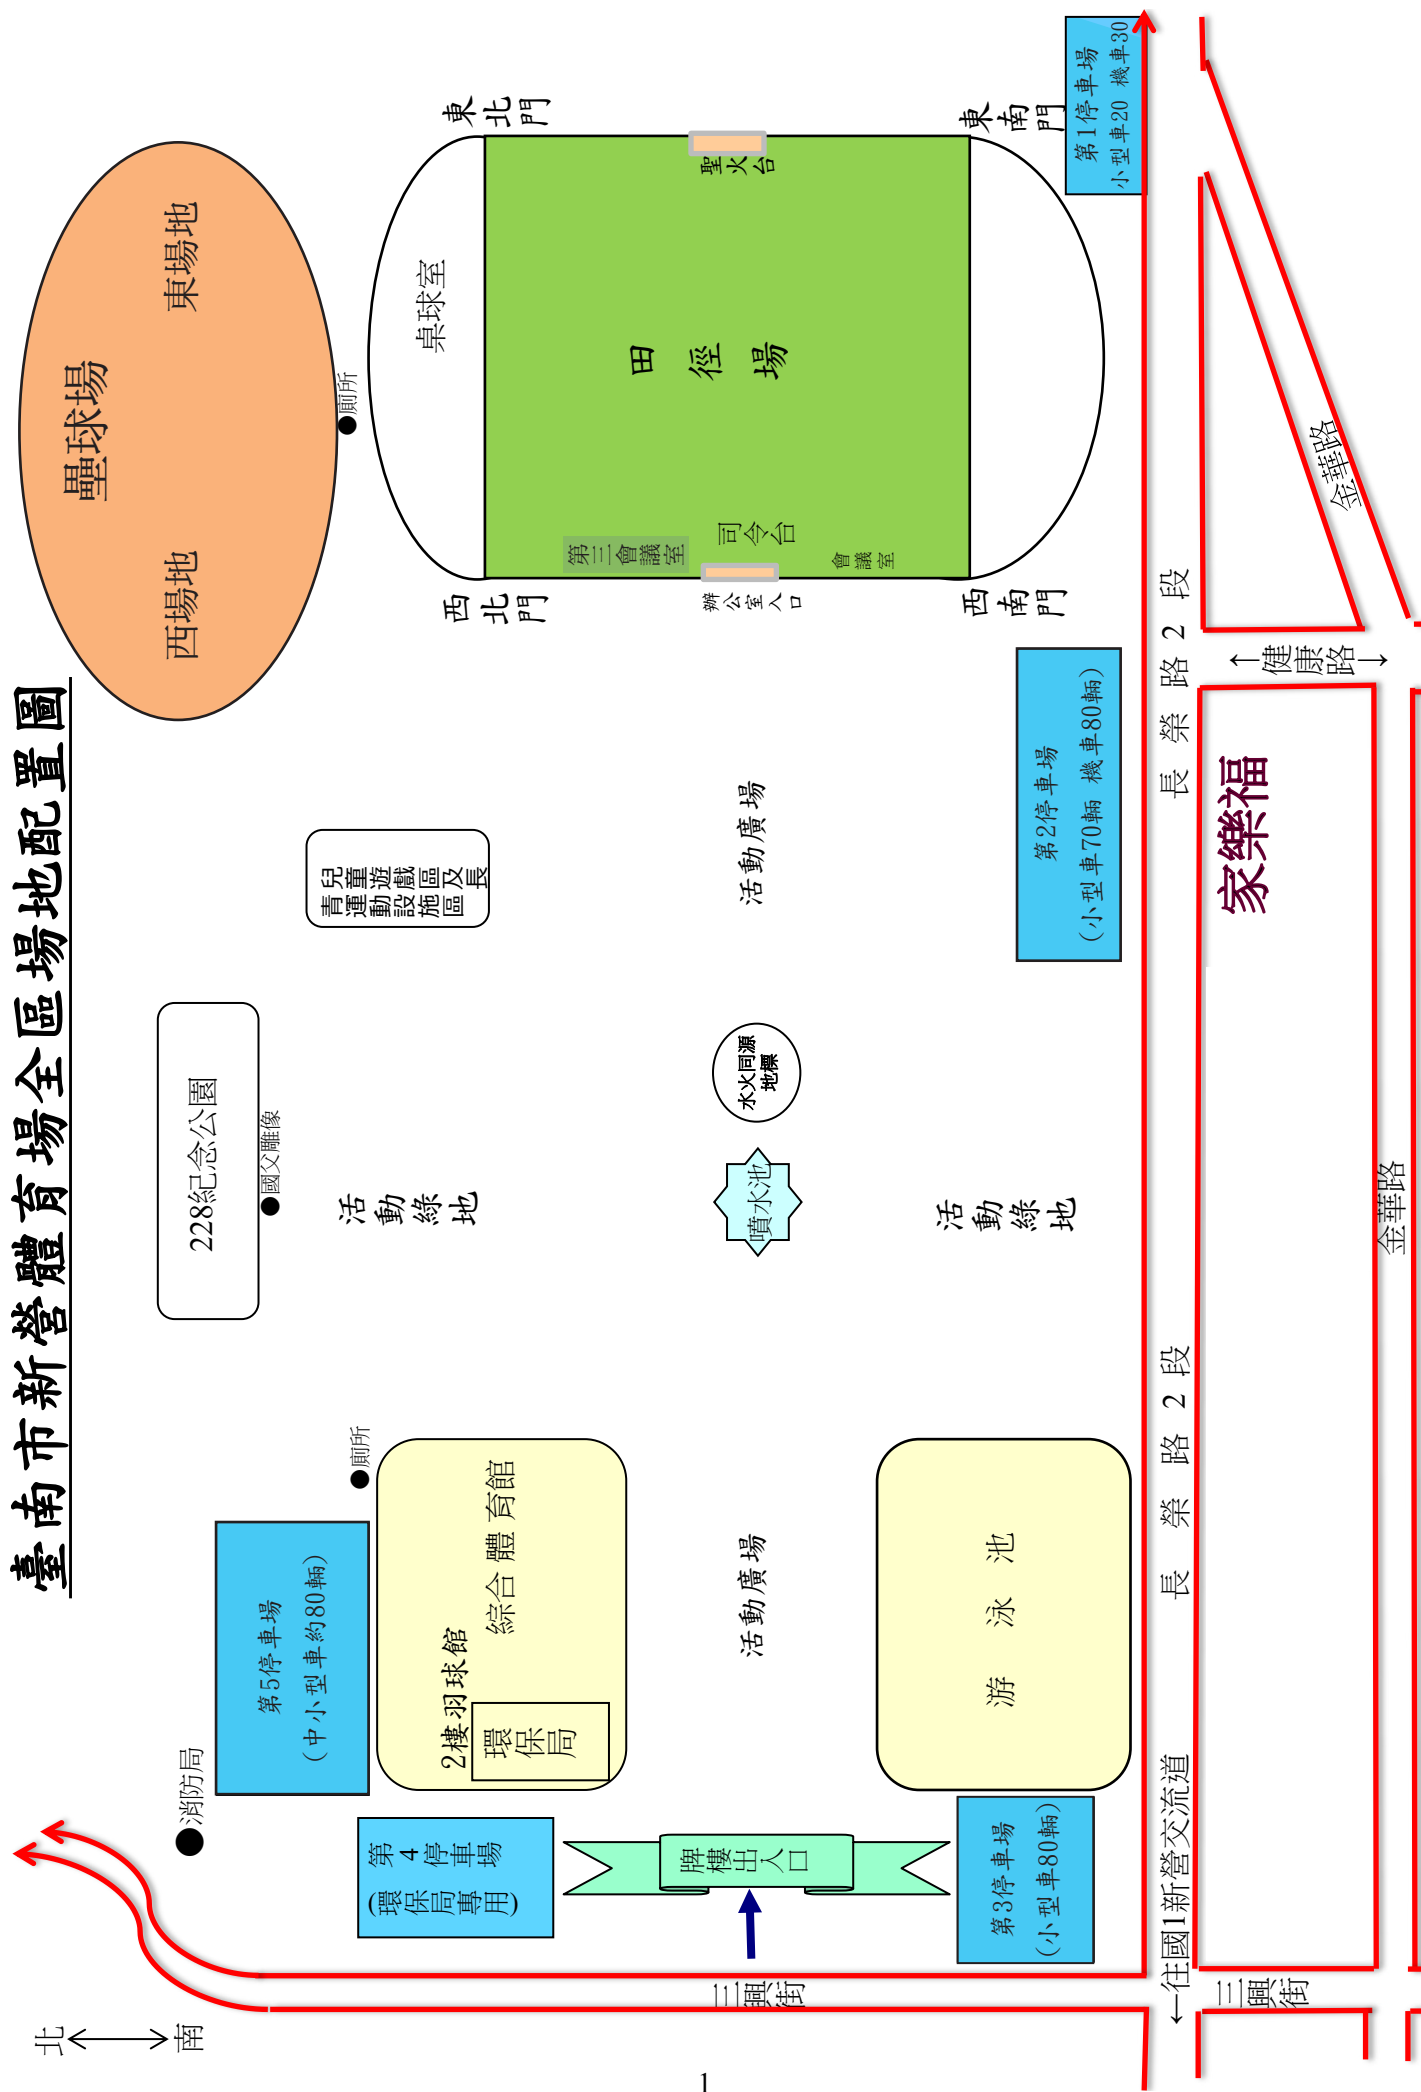 臺南市新營體育場全區場地配置圖
北
南
壘球場
西場地
東場地
廁所
桌球室
東北門
西北門
東南門
西南門
田徑場
聖火台
司令台
第三會議室
會議室
辦公室入口
第1停車場
小型車20 機車30
第2停車場
(小型車70輛 機車80輛)
兒童遊戲區及長
青運動設施區
活動廣場
228紀念公園
國父雕像
活動綠地
水火同源
地標
噴水池
活動綠地
廁所
第5停車場
(中小型車約80輛)
消防局
綜合體育館
2樓羽球館
環保局
活動廣場
游泳池
第4停車場
(環保局專用)
牌樓出入口
第3停車場
(小型車80輛)
三興街
←往國1新營交流道
長榮路2段
長榮路2段
三興街
家樂福
←健康路→
金華路
金華路
1